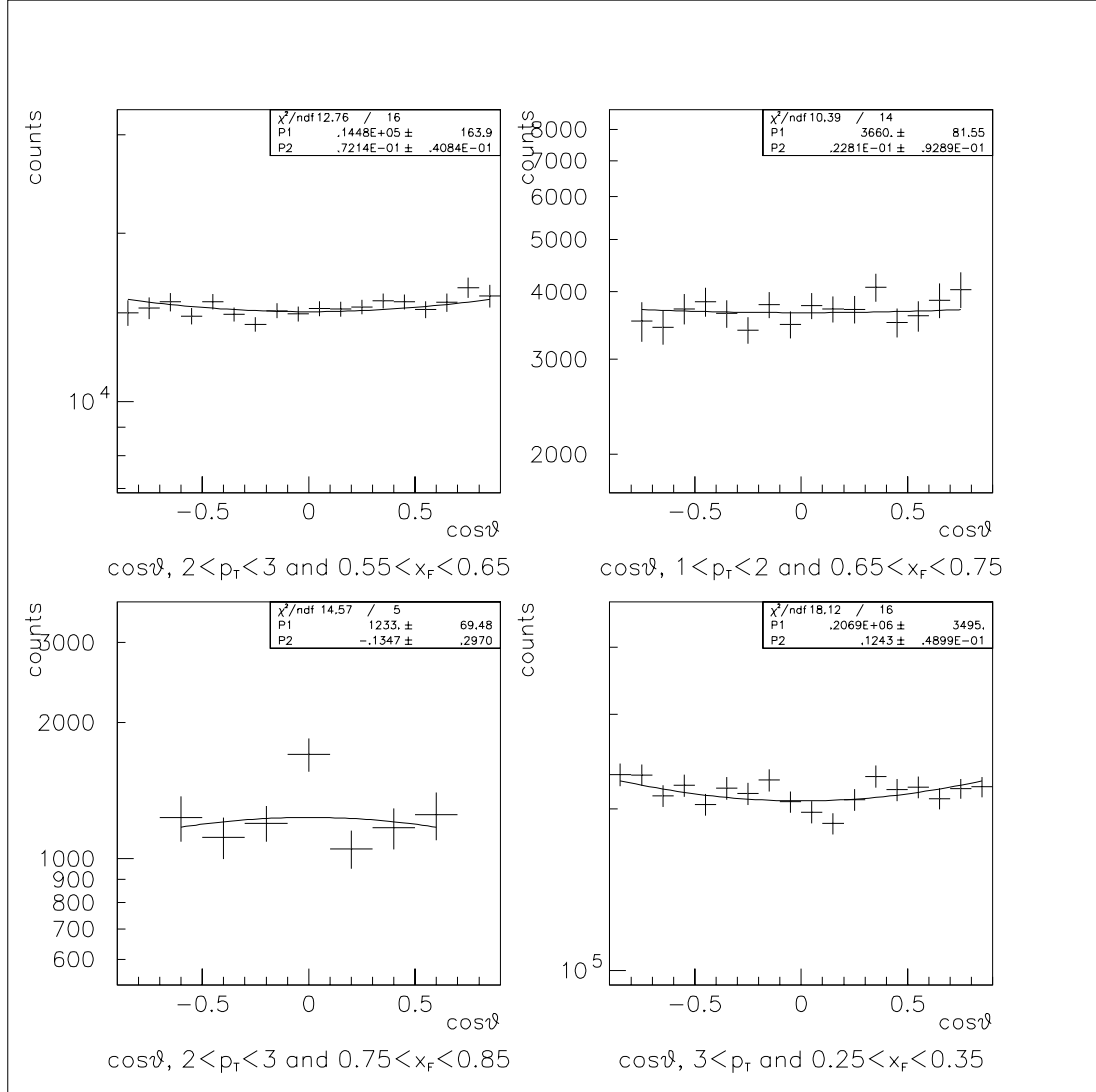 counts
χ²/ndf 12.76 / 16
P1 .1448E+05 ± 163.9
P2 .7214E-01 ± .4084E-01
10⁴
-0.5 0 0.5
cosϑ
cosϑ, 2<p_T<3 and 0.55<x_F<0.65
counts
χ²/ndf 10.39 / 14
P1 3660. ± 81.55
P2 .2281E-01 ± .9289E-01
8000
7000
6000
5000
4000
3000
2000
-0.5 0 0.5
cosϑ
cosϑ, 1<p_T<2 and 0.65<x_F<0.75
counts
χ²/ndf 14.57 / 5
P1 1233. ± 69.48
P2 -.1347 ± .2970
3000
2000
1000
900
800
700
600
-0.5 0 0.5
cosϑ
cosϑ, 2<p_T<3 and 0.75<x_F<0.85
counts
χ²/ndf 18.12 / 16
P1 .2069E+06 ± 3495.
P2 .1243 ± .4899E-01
10⁵
-0.5 0 0.5
cosϑ
cosϑ, 3<p_T and 0.25<x_F<0.35